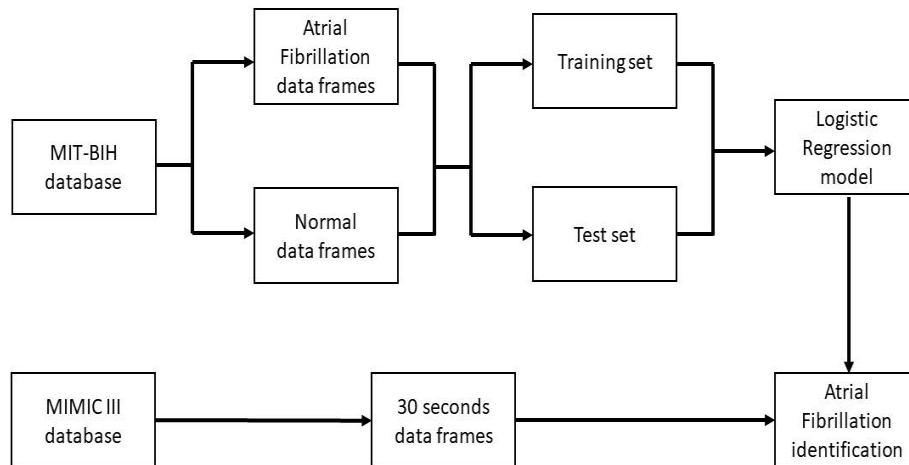 MIT-BIH
database
Atrial
Fibrillation
data frames
Normal
data frames
Training set
Test set
Logistic
Regression
model
MIMIC III
database
30 seconds
data frames
Atrial
Fibrillation
identification